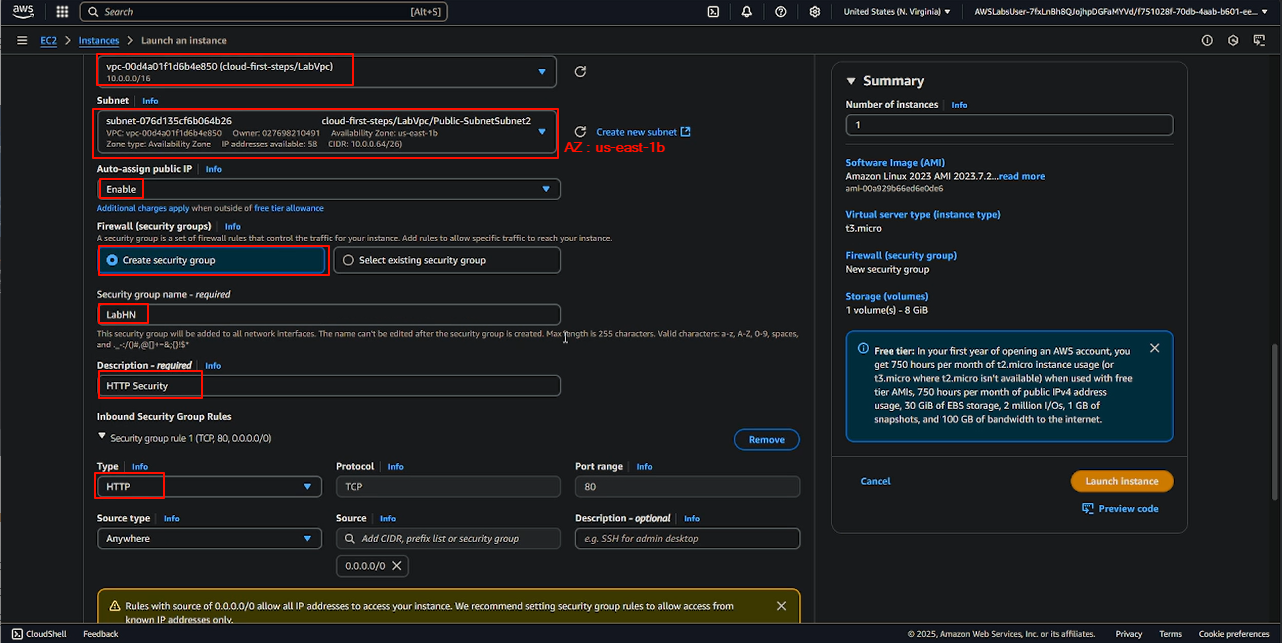 aws
Search [Alt+S]
United States (N. Virginia)
AWSLabsUser-7fxLnBh8QJojhpDGFaMYVd/f751028f-70db-4aab-b601-ee...
EC2 > Instances > Launch an instance
vpc-00d4a01f1d6b4e850 (cloud-first-steps/LabVpc)
10.0.0.0/16
Subnet Info
subnet-076d135cf6b064b26 cloud-first-steps/LabVpc/Public-SubnetSubnet2
VPC: vpc-00d4a01f1d6b4e850 Owner: 027698210491 Availability Zone: us-east-1b
Zone type: Availability Zone IP addresses available: 58 CIDR: 10.0.0.64/26)
Create new subnet
AZ : us-east-1b
Auto-assign public IP Info
Enable
Additional charges apply when outside of free tier allowance
Firewall (security groups) Info
A security group is a set of firewall rules that control the traffic for your instance. Add rules to allow specific traffic to reach your instance.
Create security group
Select existing security group
Security group name - required
LabHN
This security group will be added to all network interfaces. The name can't be edited after the security group is created. Max length is 255 characters. Valid characters: a-z, A-Z, 0-9, spaces,
and ._-:/()#,@[]+=&;{}!$*
Description - required Info
HTTP Security
Inbound Security Group Rules
Security group rule 1 (TCP, 80, 0.0.0.0/0)
Remove
Type Info
Protocol Info
Port range Info
HTTP
TCP
80
Source type Info
Source Info
Description - optional Info
Anywhere
Add CIDR, prefix list or security group
e.g. SSH for admin desktop
0.0.0.0/0
Rules with source of 0.0.0.0/0 allow all IP addresses to access your instance. We recommend setting security group rules to allow access from
known IP addresses only.
Summary
Number of instances Info
1
Software Image (AMI)
Amazon Linux 2023 AMI 2023.7.2...read more
ami-00a929b66ed6e0de6
Virtual server type (instance type)
t3.micro
Firewall (security group)
New security group
Storage (volumes)
1 volume(s) - 8 GiB
Free tier: In your first year of opening an AWS account, you
get 750 hours per month of t2.micro instance usage (or
t3.micro where t2.micro isn't available) when used with free
tier AMIs, 750 hours per month of public IPv4 address
usage, 30 GiB of EBS storage, 2 million I/Os, 1 GB of
snapshots, and 100 GB of bandwidth to the internet.
Cancel
Launch instance
Preview code
CloudShell Feedback
© 2025, Amazon Web Services, Inc. or its affiliates. Privacy Terms Cookie preferences